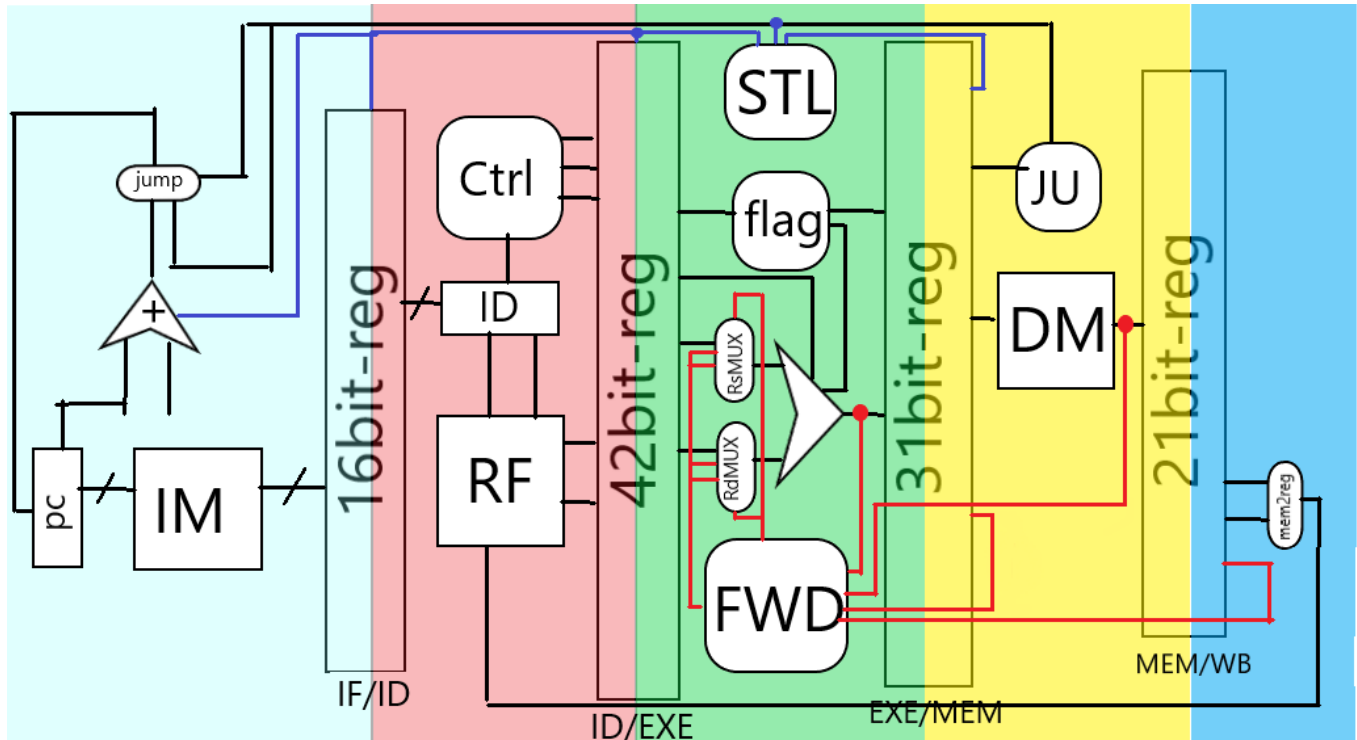 STL
Ctrl
jump
flag
JU
+
ID
RsMUX
DM
16bit-reg
42bit-reg
31bit-reg
21bit-reg
pc
IM
RF
RdMUX
mem2reg
FWD
IF/ID
ID/EXE
EXE/MEM
MEM/WB